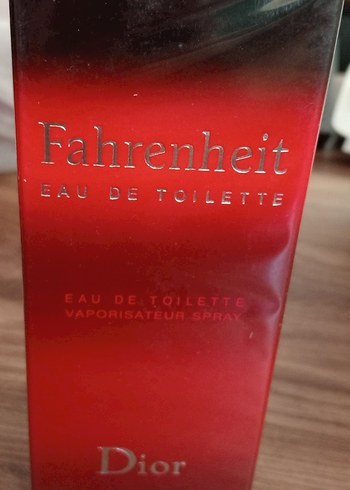 Fahrenheit
EAU DE TOILETTE
EAU DE TOILETTE
VAPORISATEUR SPRAY
Dior